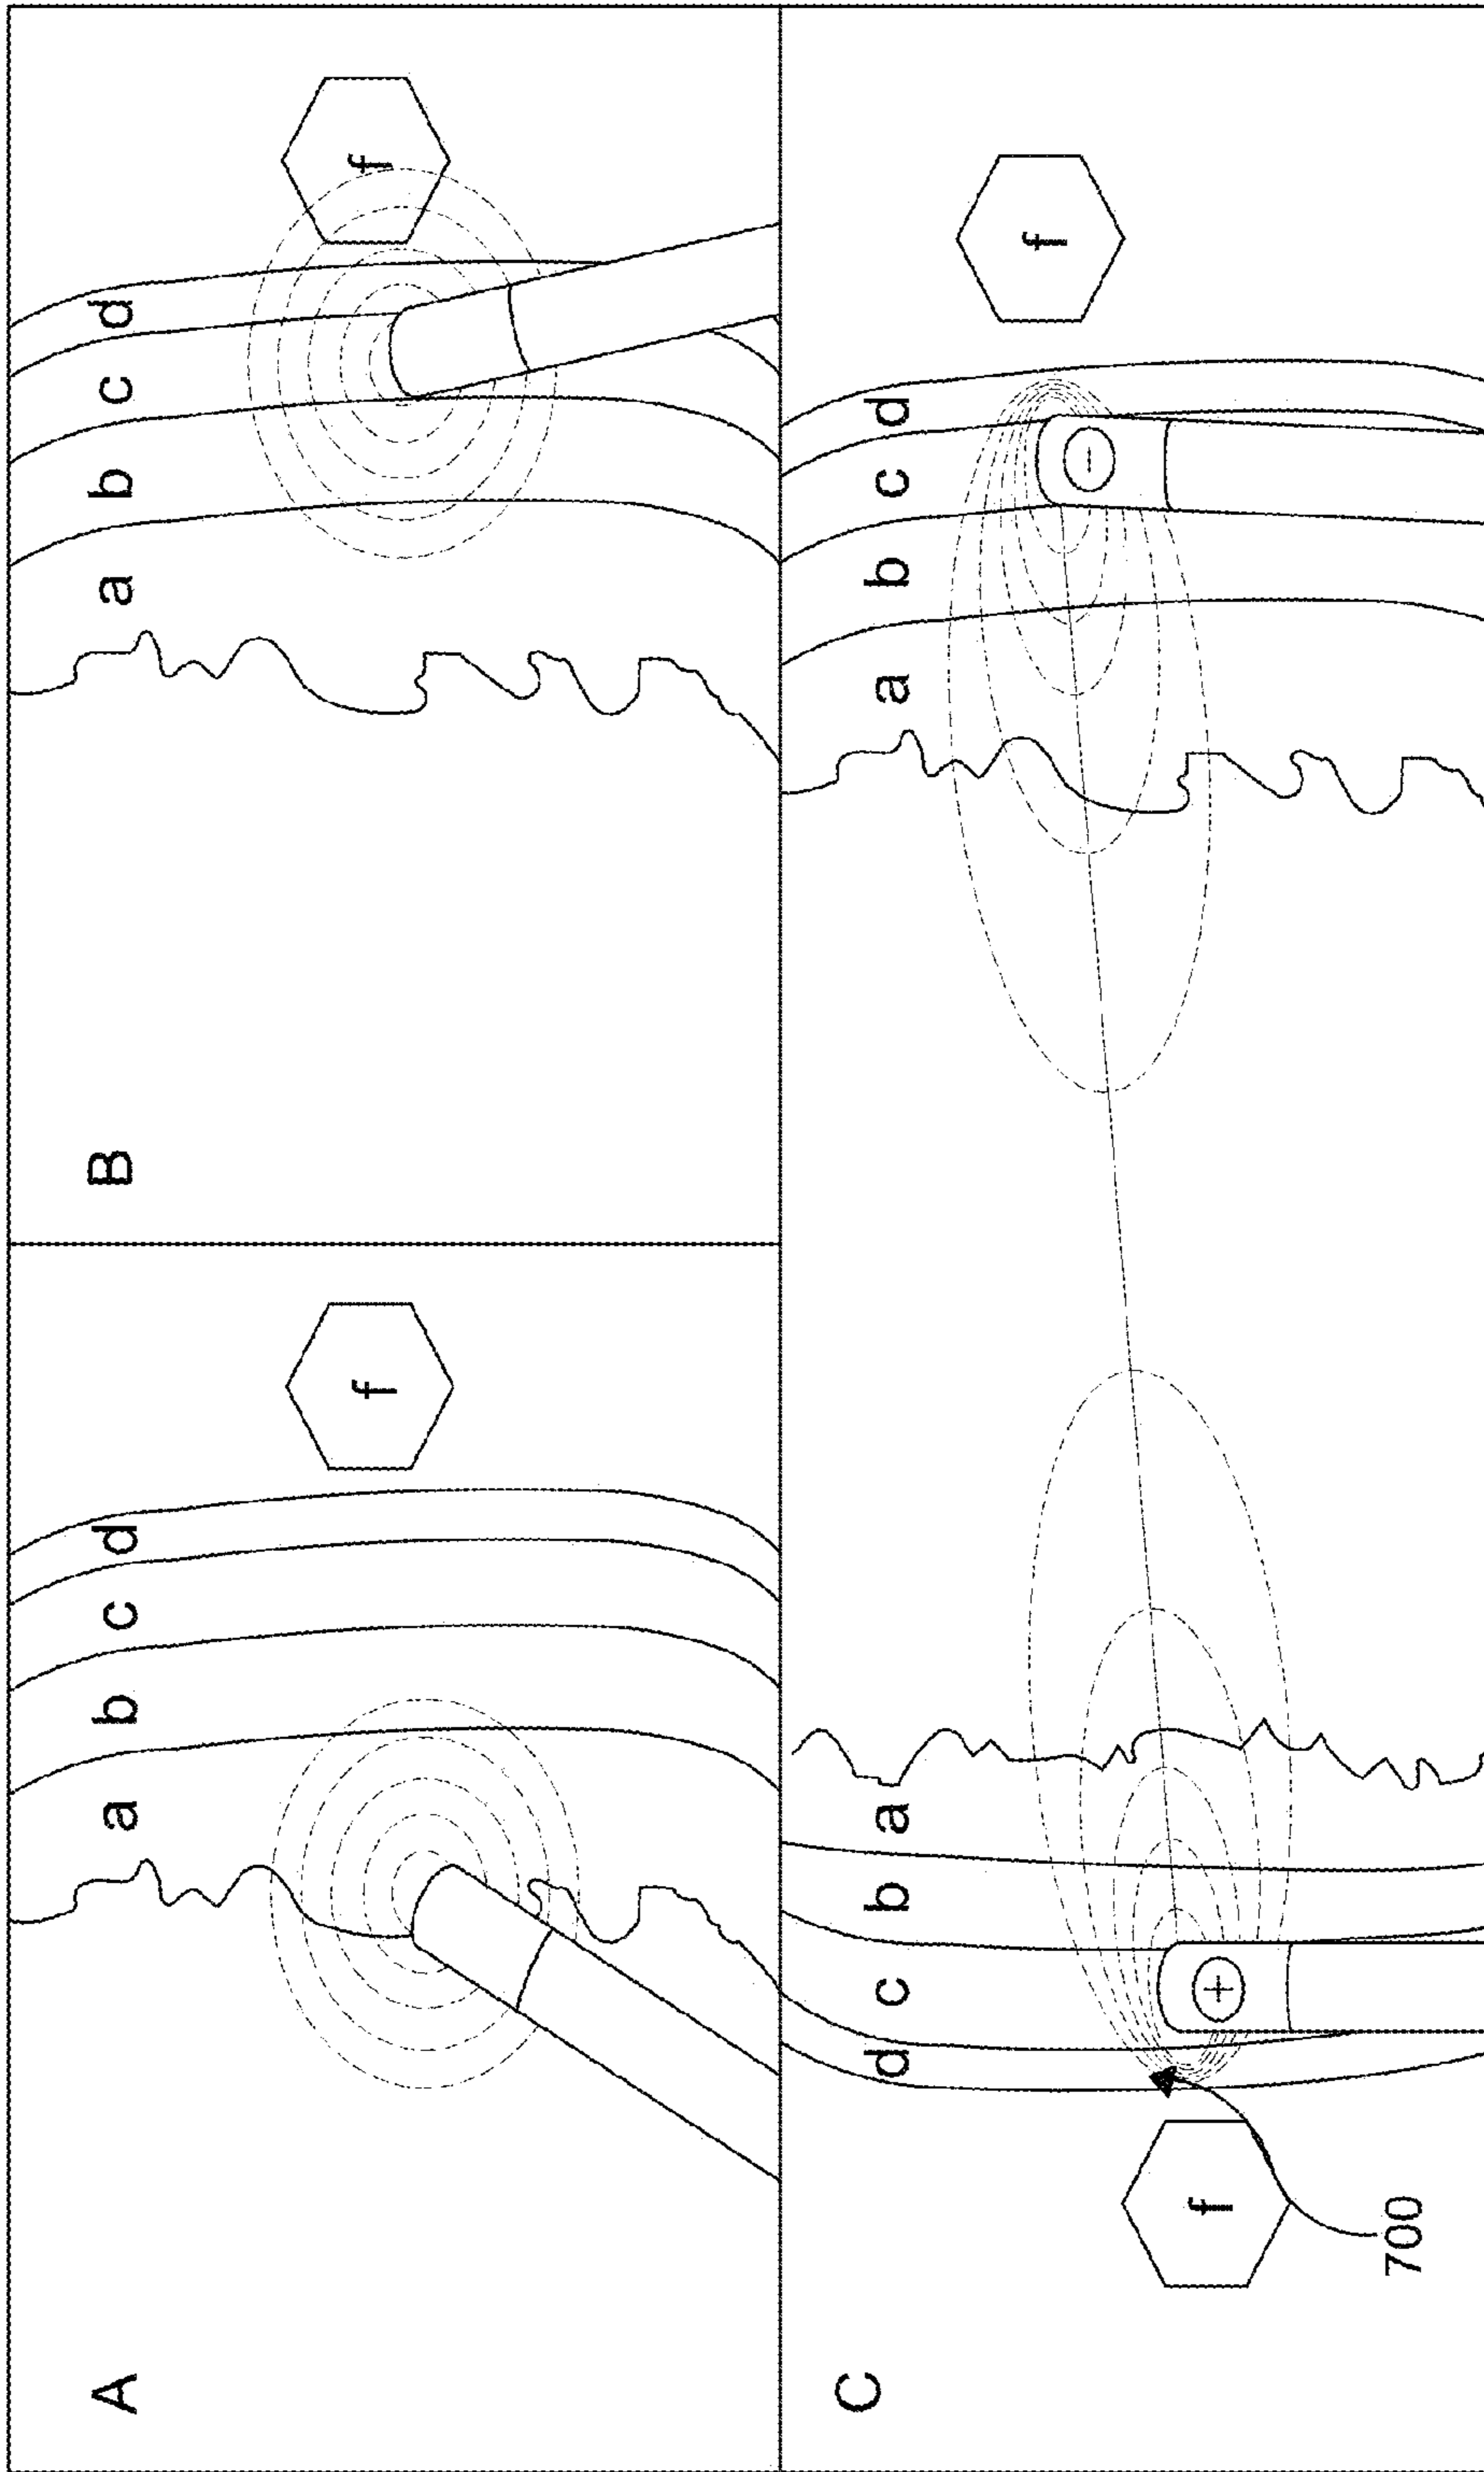 A a b c d
f
B a b c d
f
C d c b a a b c d
f
−
f +
700